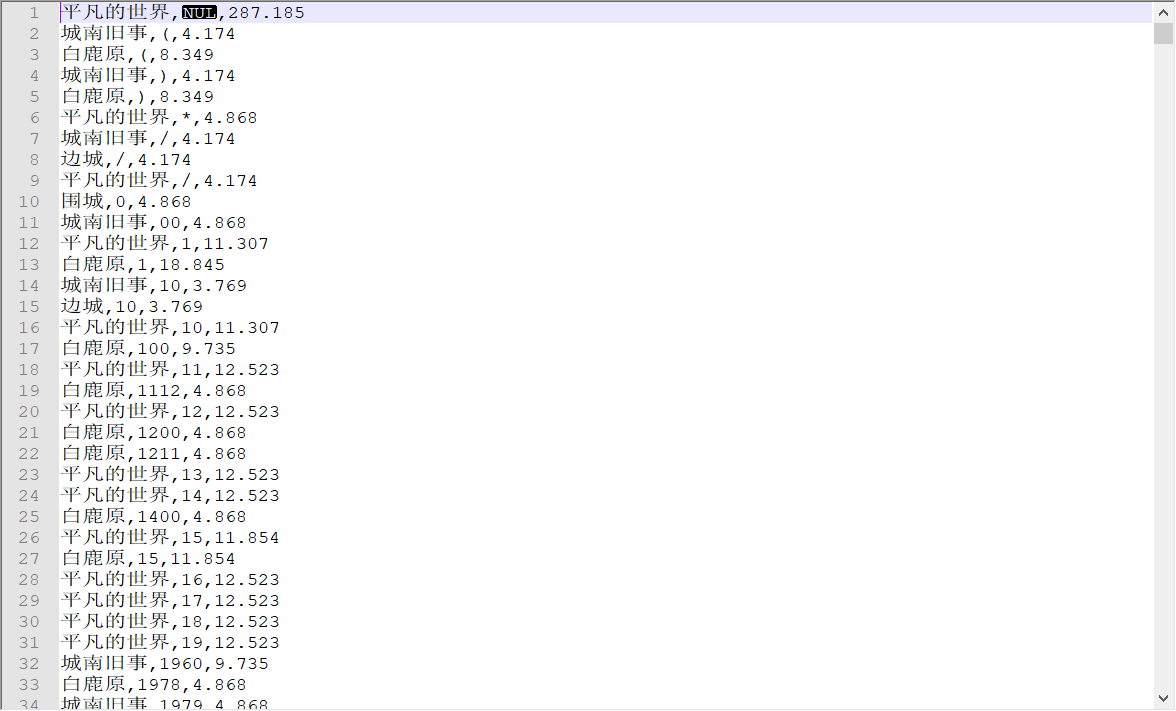 1 平凡的世界,NUL,287.185
2 城南旧事,(,4.174
3 白鹿原,(,8.349
4 城南旧事,),4.174
5 白鹿原,),8.349
6 平凡的世界,*,4.868
7 城南旧事,/,4.174
8 边城,/,4.174
9 平凡的世界,/,4.174
10 围城,0,4.868
11 城南旧事,00,4.868
12 平凡的世界,1,11.307
13 白鹿原,1,18.845
14 城南旧事,10,3.769
15 边城,10,3.769
16 平凡的世界,10,11.307
17 白鹿原,100,9.735
18 平凡的世界,11,12.523
19 白鹿原,1112,4.868
20 平凡的世界,12,12.523
21 白鹿原,1200,4.868
22 白鹿原,1211,4.868
23 平凡的世界,13,12.523
24 平凡的世界,14,12.523
25 白鹿原,1400,4.868
26 平凡的世界,15,11.854
27 白鹿原,15,11.854
28 平凡的世界,16,12.523
29 平凡的世界,17,12.523
30 平凡的世界,18,12.523
31 平凡的世界,19,12.523
32 城南旧事,1960,9.735
33 白鹿原,1978,4.868
34 城南旧事,1979,4.868